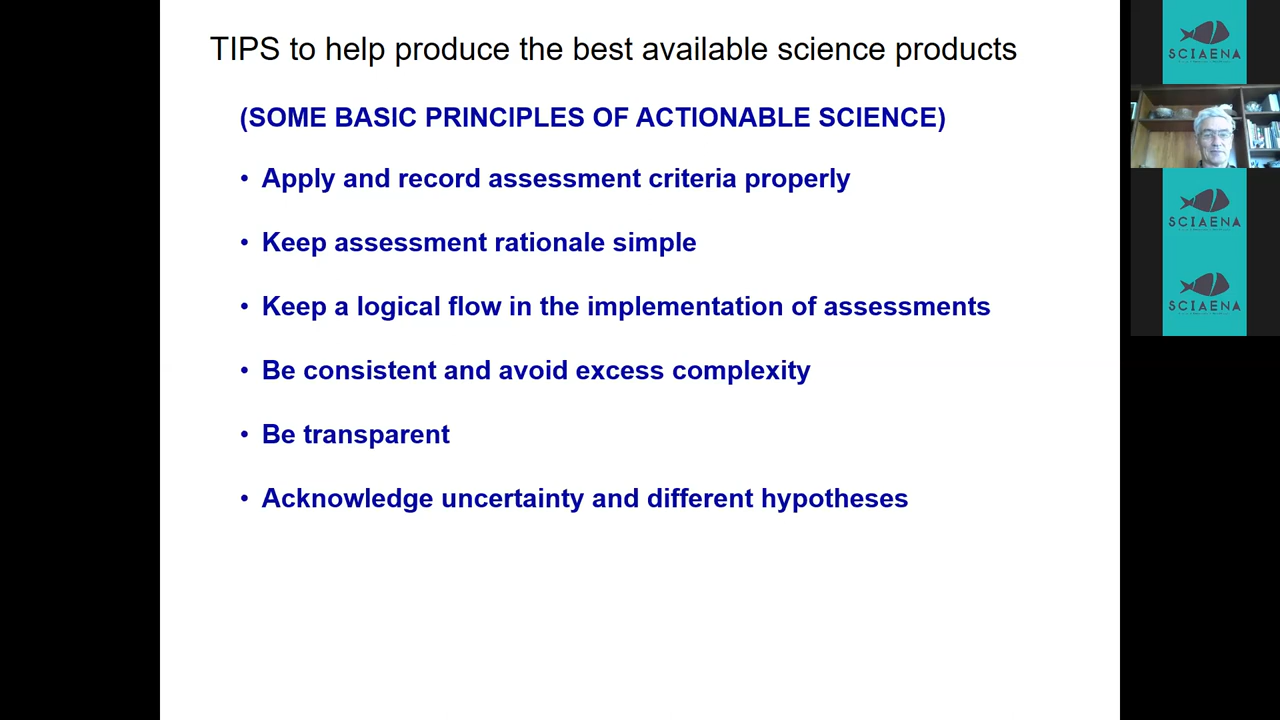 TIPS to help produce the best available science products
(SOME BASIC PRINCIPLES OF ACTIONABLE SCIENCE)
• Apply and record assessment criteria properly
• Keep assessment rationale simple
• Keep a logical flow in the implementation of assessments
• Be consistent and avoid excess complexity
• Be transparent
• Acknowledge uncertainty and different hypotheses
SCIAENA
SCIAENA
SCIAENA